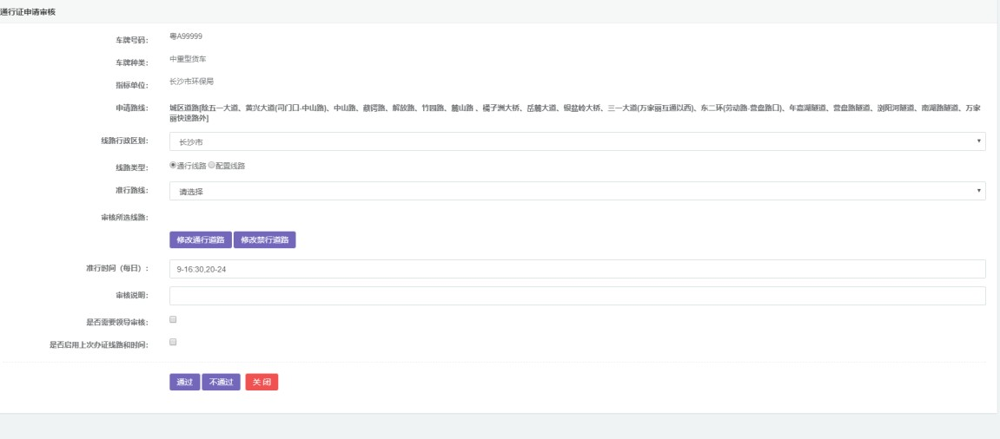 通行证申请审核
车牌号码： 粤A99999
车牌种类： 中重型货车
指标单位： 长沙市环保局
申请路线： 城区道路[除五一大道、黄兴大道(司门口-中山路)、中山路、蔡锷路、解放路、竹园路、麓山路 、橘子洲大桥、岳麓大道、银盆岭大桥、三一大道(万家丽互通以西)、东二环(劳动路-营盘路口)、年嘉湖隧道、营盘路隧道、浏阳河隧道、南湖路隧道、万家
丽快速路外]
线路行政区划： 长沙市
线路类型： 通行线路 配置线路
准行路线： 请选择
审核所选线路：
修改通行道路 修改禁行道路
准行时间（每日）： 9-16:30,20-24
审核说明：
是否需要领导审核：
是否启用上次办证线路和时间：
通过 不通过 关 闭